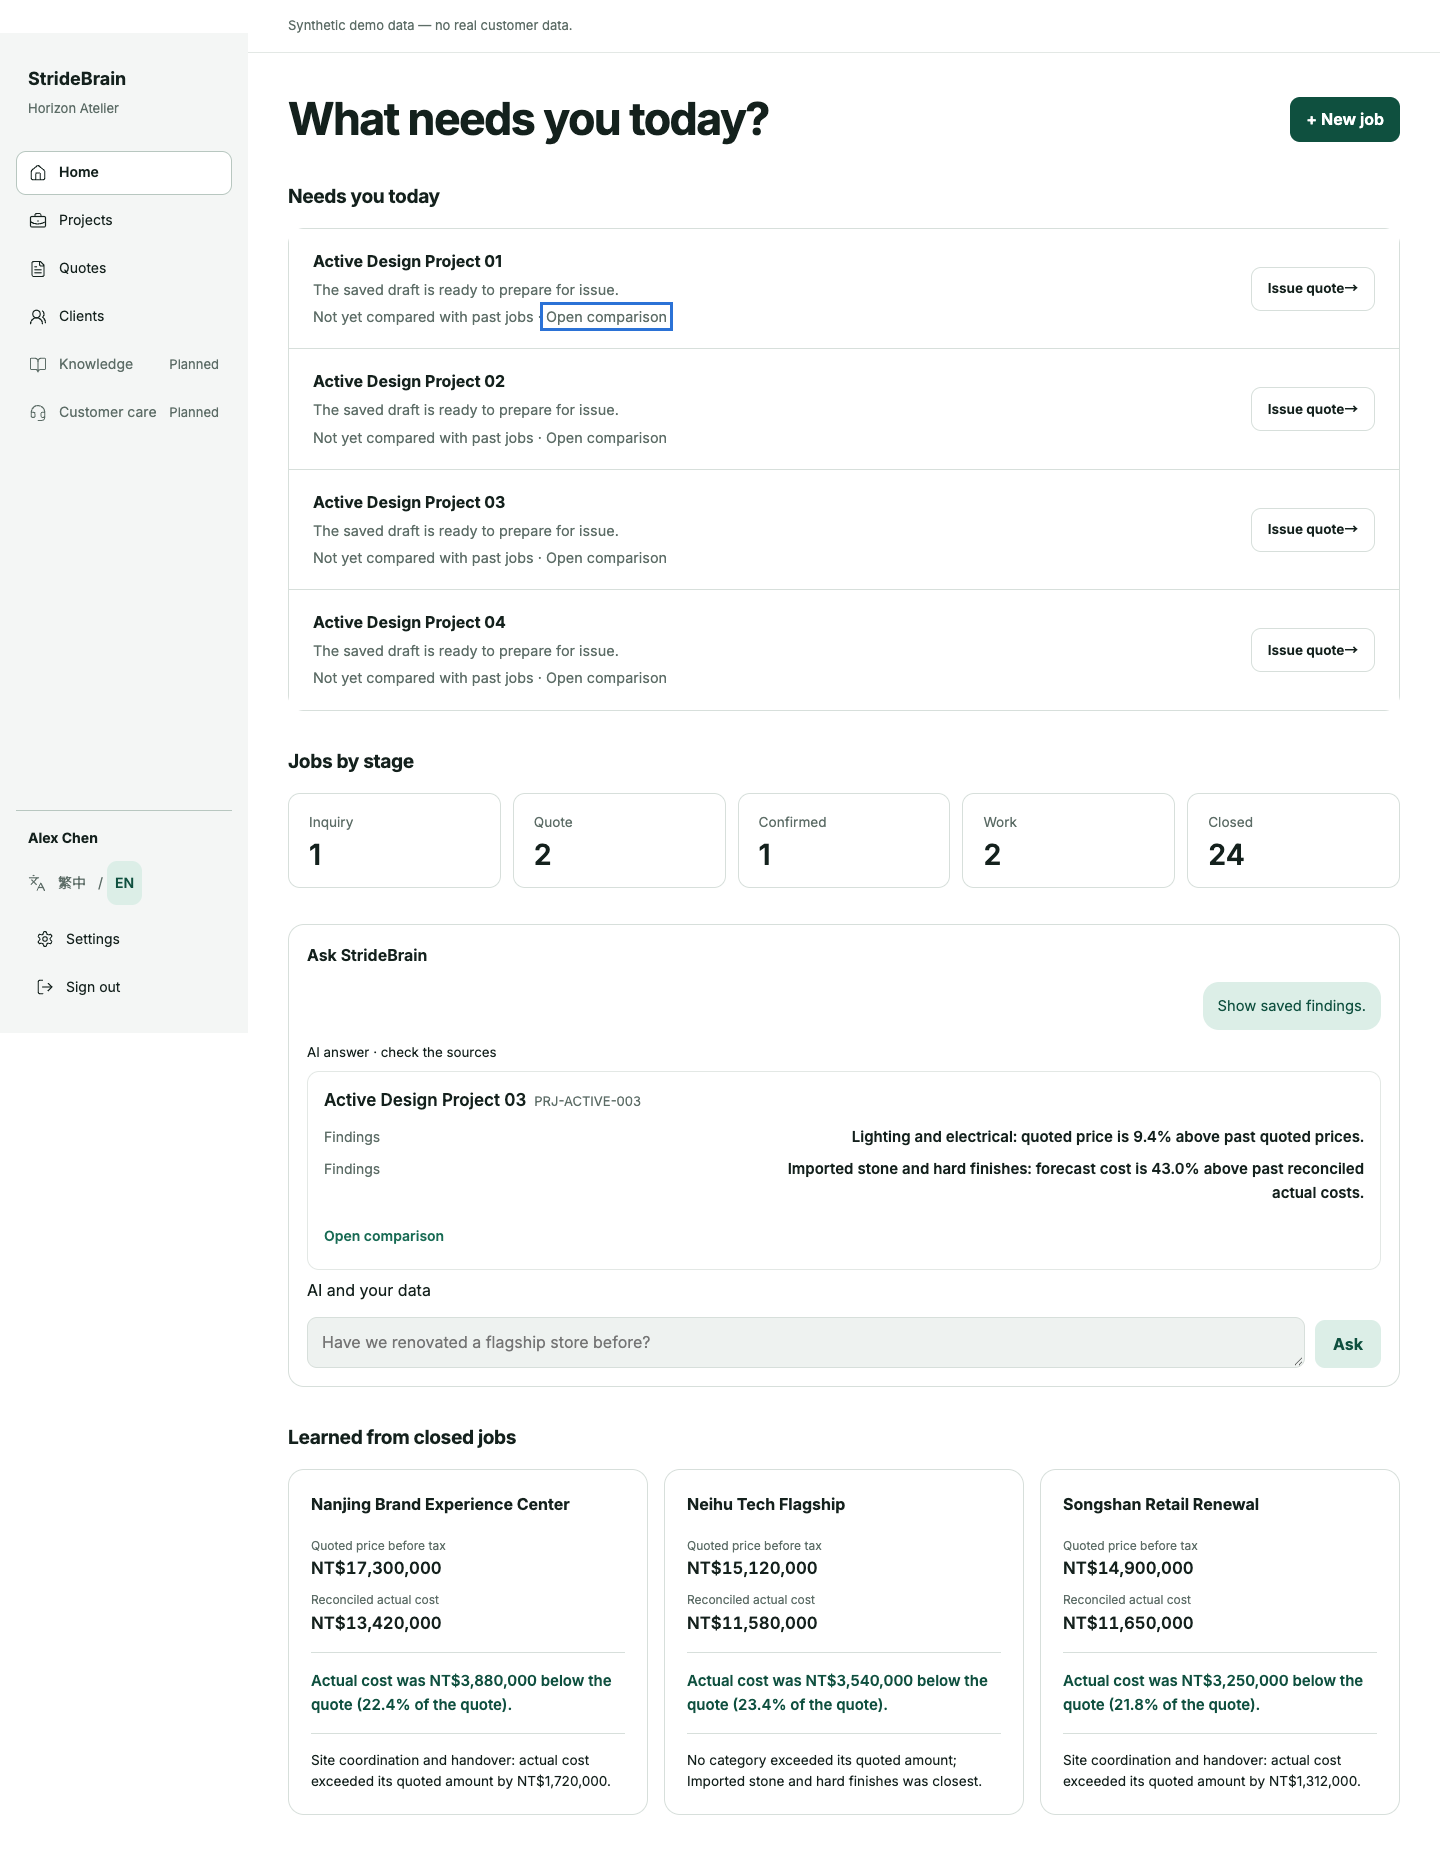 Synthetic demo data — no real customer data.
StrideBrain
Horizon Atelier
Home
Projects
Quotes
Clients
Knowledge Planned
Customer care Planned
Alex Chen
繁中 / EN
Settings
Sign out
What needs you today?
+ New job
Needs you today
Active Design Project 01
The saved draft is ready to prepare for issue.
Not yet compared with past jobs · Open comparison
Issue quote→
Active Design Project 02
The saved draft is ready to prepare for issue.
Not yet compared with past jobs · Open comparison
Issue quote→
Active Design Project 03
The saved draft is ready to prepare for issue.
Not yet compared with past jobs · Open comparison
Issue quote→
Active Design Project 04
The saved draft is ready to prepare for issue.
Not yet compared with past jobs · Open comparison
Issue quote→
Jobs by stage
Inquiry
1
Quote
2
Confirmed
1
Work
2
Closed
24
Ask StrideBrain
Show saved findings.
AI answer · check the sources
Active Design Project 03 PRJ-ACTIVE-003
Findings Lighting and electrical: quoted price is 9.4% above past quoted prices.
Findings Imported stone and hard finishes: forecast cost is 43.0% above past reconciled
actual costs.
Open comparison
AI and your data
Have we renovated a flagship store before?
Ask
Learned from closed jobs
Nanjing Brand Experience Center
Quoted price before tax
NT$17,300,000
Reconciled actual cost
NT$13,420,000
Actual cost was NT$3,880,000 below the
quote (22.4% of the quote).
Site coordination and handover: actual cost
exceeded its quoted amount by NT$1,720,000.
Neihu Tech Flagship
Quoted price before tax
NT$15,120,000
Reconciled actual cost
NT$11,580,000
Actual cost was NT$3,540,000 below the
quote (23.4% of the quote).
No category exceeded its quoted amount;
Imported stone and hard finishes was closest.
Songshan Retail Renewal
Quoted price before tax
NT$14,900,000
Reconciled actual cost
NT$11,650,000
Actual cost was NT$3,250,000 below the
quote (21.8% of the quote).
Site coordination and handover: actual cost
exceeded its quoted amount by NT$1,312,000.